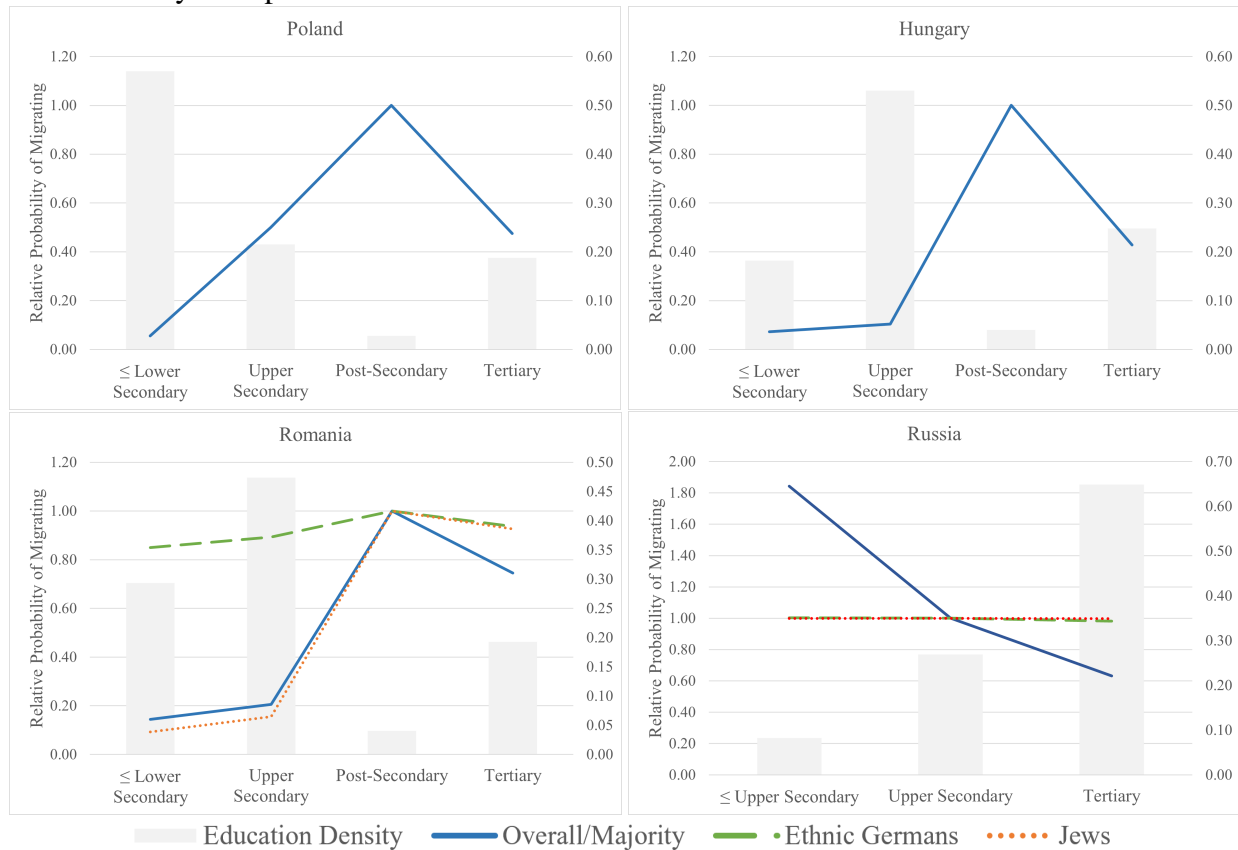 Poland
1.20
1.00
0.80
0.60
0.40
0.20
0.00
Relative Probability of Migrating
0.60
0.50
0.40
0.30
0.20
0.10
0.00
≤ Lower
Secondary
Upper
Secondary
Post-Secondary
Tertiary
Hungary
1.20
1.00
0.80
0.60
0.40
0.20
0.00
Relative Probability of Migrating
0.60
0.50
0.40
0.30
0.20
0.10
0.00
≤ Lower
Secondary
Upper
Secondary
Post-Secondary
Tertiary
Romania
1.20
1.00
0.80
0.60
0.40
0.20
0.00
Relative Probability of Migrating
0.50
0.45
0.40
0.35
0.30
0.25
0.20
0.15
0.10
0.05
0.00
≤ Lower
Secondary
Upper
Secondary
Post-Secondary
Tertiary
Russia
2.00
1.80
1.60
1.40
1.20
1.00
0.80
0.60
0.40
0.20
0.00
Relative Probability of Migrating
0.70
0.60
0.50
0.40
0.30
0.20
0.10
0.00
≤ Upper Secondary
Upper Secondary
Tertiary
Education Density
Overall/Majority
Ethnic Germans
Jews